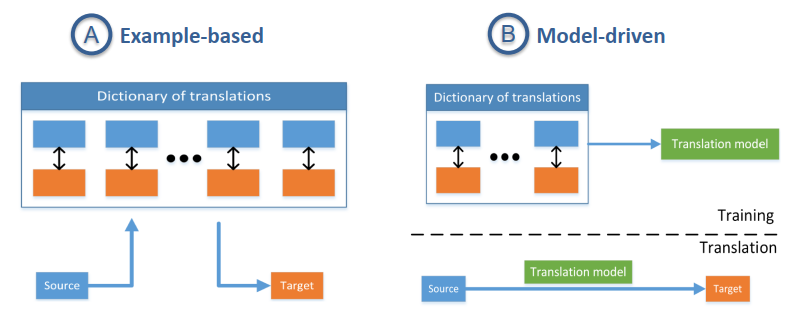 A Example-based
Dictionary of translations
Source
Target
B Model-driven
Dictionary of translations
Translation model
Training
Translation
Translation model
Source
Target